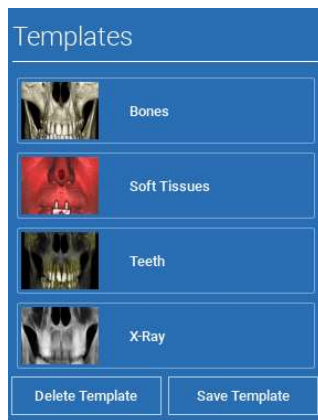 Templates
Bones
Soft Tissues
Teeth
X-Ray
Delete Template
Save Template